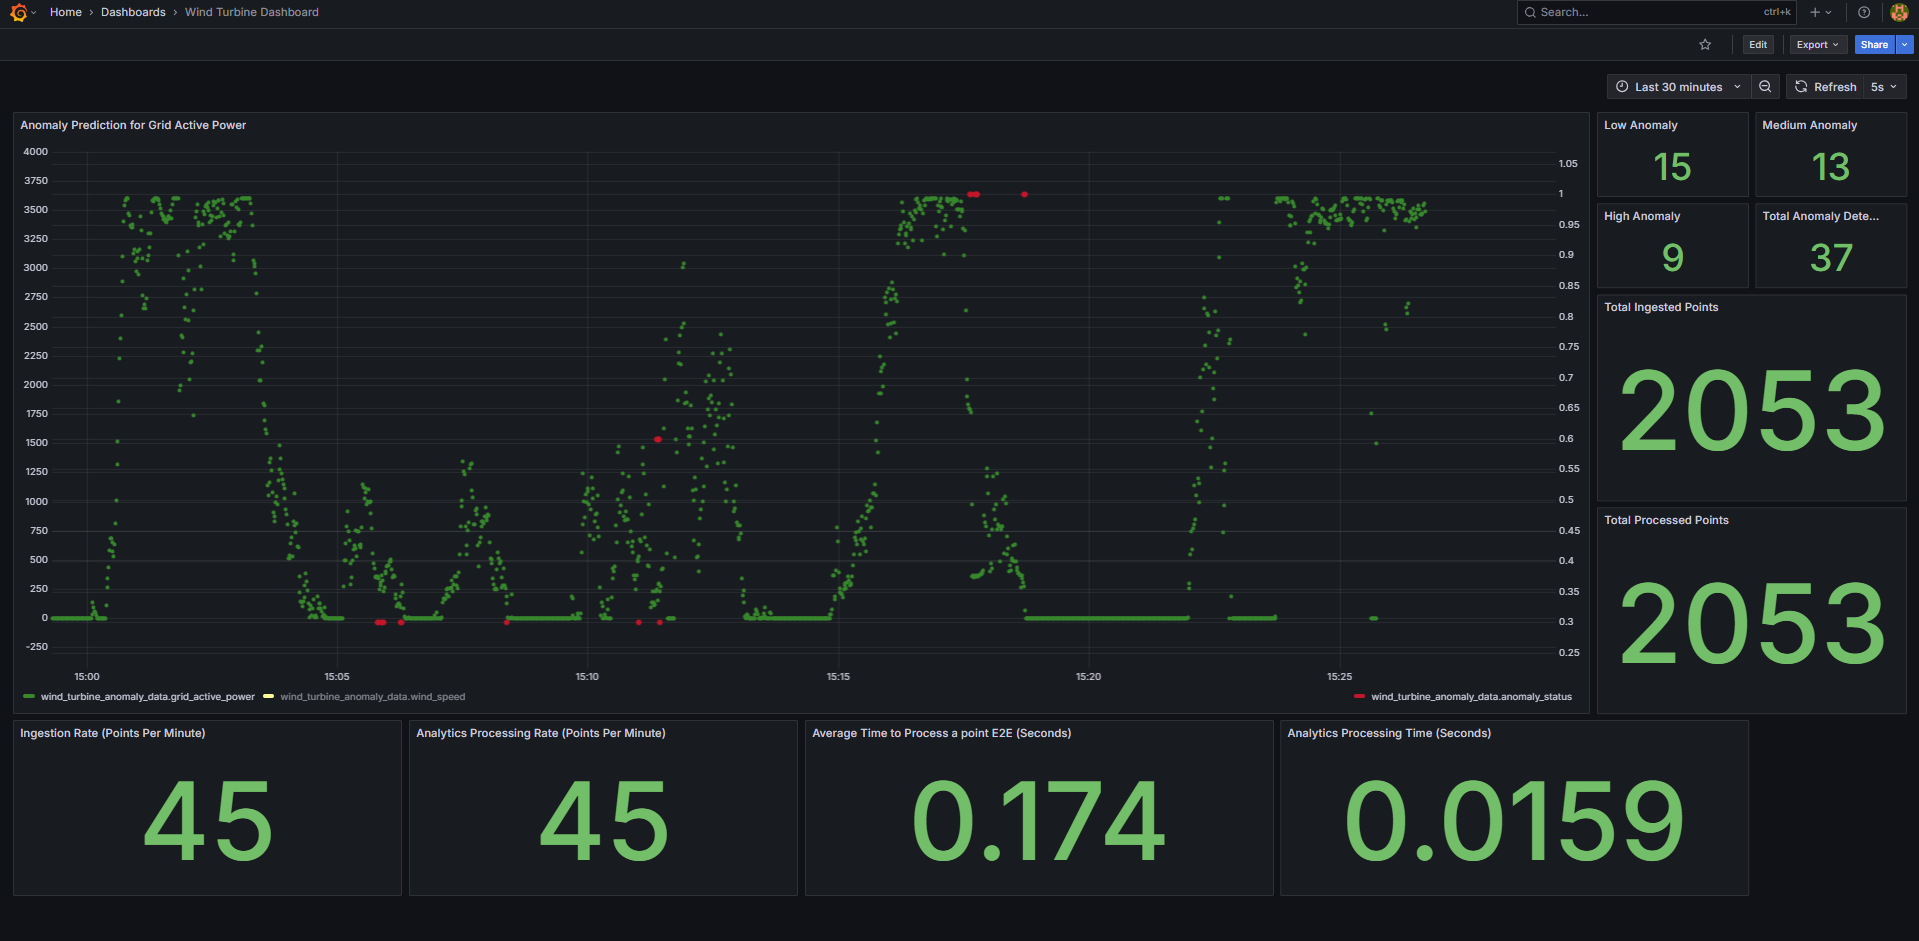 Home › Dashboards › Wind Turbine Dashboard
Search... ctrl+k
Edit Export Share
Last 30 minutes Refresh 5s
Anomaly Prediction for Grid Active Power
4000
3750
3500
3250
3000
2750
2500
2250
2000
1750
1500
1250
1000
750
500
250
0
-250
1.05
1
0.95
0.9
0.85
0.8
0.75
0.7
0.65
0.6
0.55
0.5
0.45
0.4
0.35
0.3
0.25
15:00 15:05 15:10 15:15 15:20 15:25
wind_turbine_anomaly_data.grid_active_power wind_turbine_anomaly_data.wind_speed wind_turbine_anomaly_data.anomaly_status
Low Anomaly
15
Medium Anomaly
13
High Anomaly
9
Total Anomaly Dete...
37
Total Ingested Points
2053
Total Processed Points
2053
Ingestion Rate (Points Per Minute)
45
Analytics Processing Rate (Points Per Minute)
45
Average Time to Process a point E2E (Seconds)
0.174
Analytics Processing Time (Seconds)
0.0159